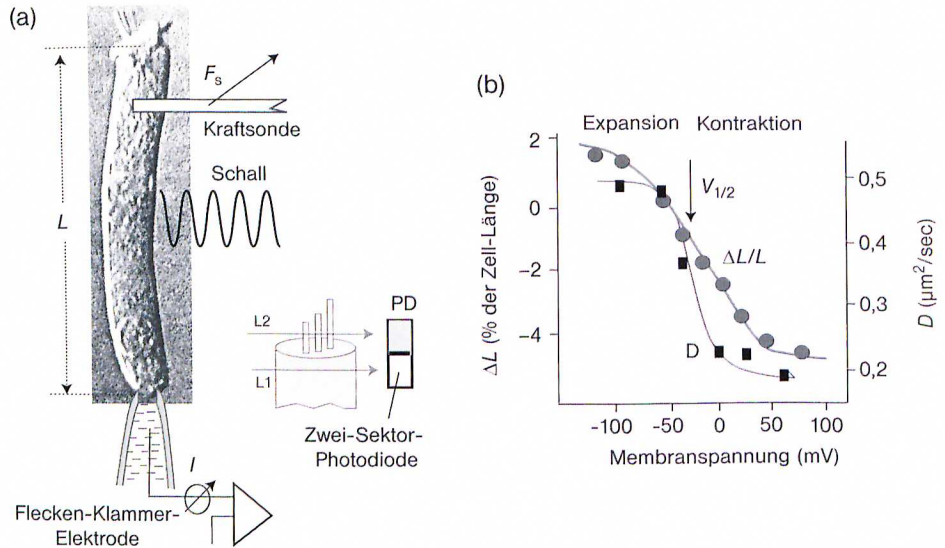 (a)
L
F_s
Kraftsonde
Schall
L2
L1
PD
Zwei-Sektor-
Photodiode
I
Flecken-Klammer-
Elektrode
(b)
Expansion Kontraktion
V_1/2
ΔL/L
D
ΔL (% der Zell-Länge)
2
0
-2
-4
D (µm²/sec)
0,5
0,4
0,3
0,2
-100 -50 0 50 100
Membranspannung (mV)